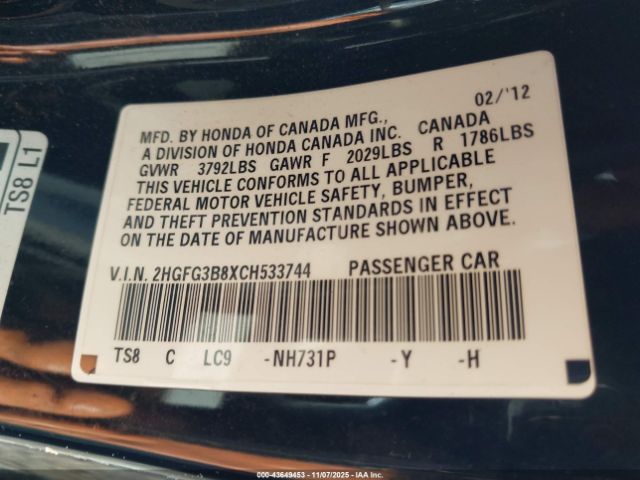 02/'12
MFD. BY HONDA OF CANADA MFG.,
A DIVISION OF HONDA CANADA INC. CANADA
GVWR 3792LBS GAWR F 2029LBS R 1786LBS
THIS VEHICLE CONFORMS TO ALL APPLICABLE
FEDERAL MOTOR VEHICLE SAFETY, BUMPER,
AND THEFT PREVENTION STANDARDS IN EFFECT
ON THE DATE OF MANUFACTURE SHOWN ABOVE.
V.I.N. 2HGFG3B8XCH533744 PASSENGER CAR
TS8 C LC9 -NH731P -Y -H
TS8 L1
000-43649453 - 11/07/2025 - IAA Inc.